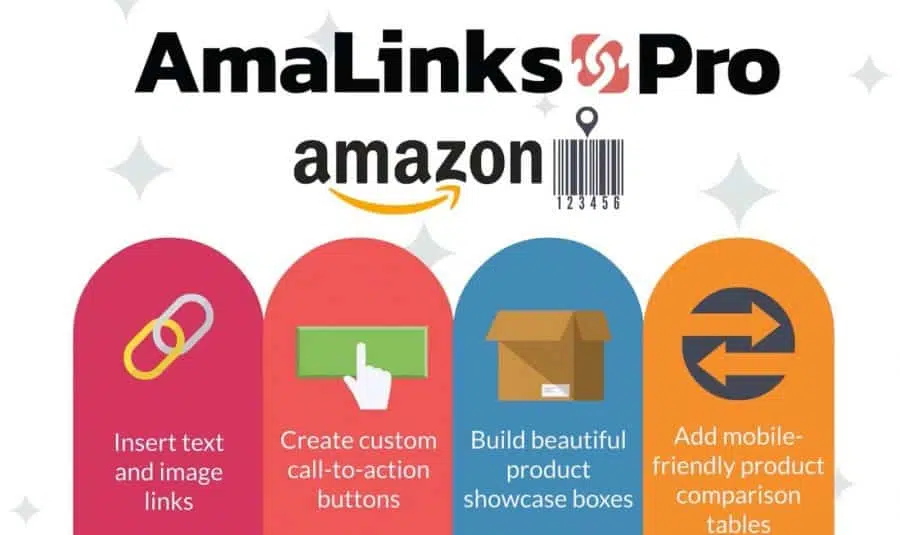 AmaLinks Pro
amazon
123456
Insert text
and image
links
Create custom
call-to-action
buttons
Build beautiful
product
showcase boxes
Add mobile-
friendly product
comparison
tables